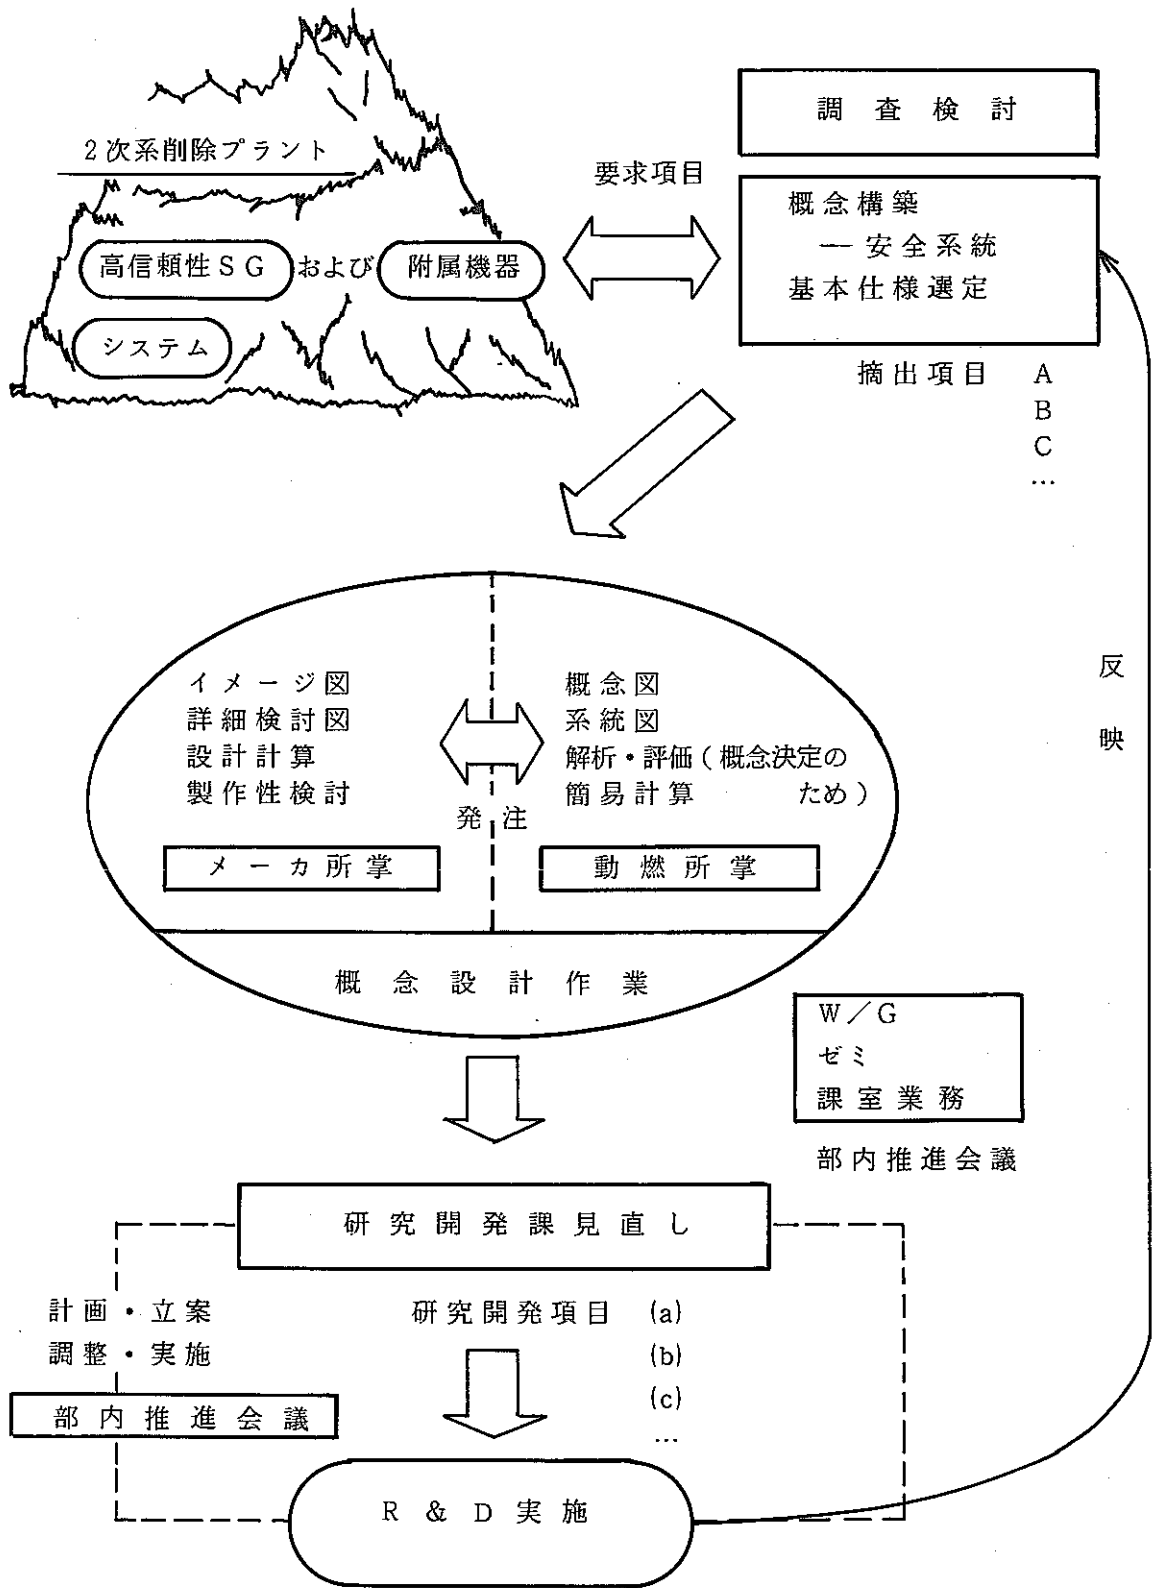 調査検討
2次系削除プラント
要求項目
概念構築
― 安全系統
基本仕様選定
高信頼性SG および 附属機器
システム
摘出項目 A
B
C
…
反映
イメージ図
詳細検討図
設計計算
製作性検討
概念図
系統図
解析・評価(概念決定の
簡易計算 ため)
発注
メーカ所掌
動燃所掌
概念設計作業
W/G
ゼミ
課室業務
部内推進会議
研究開発課見直し
計画・立案
調整・実施
部内推進会議
研究開発項目 (a)
(b)
(c)
…
R&D実施